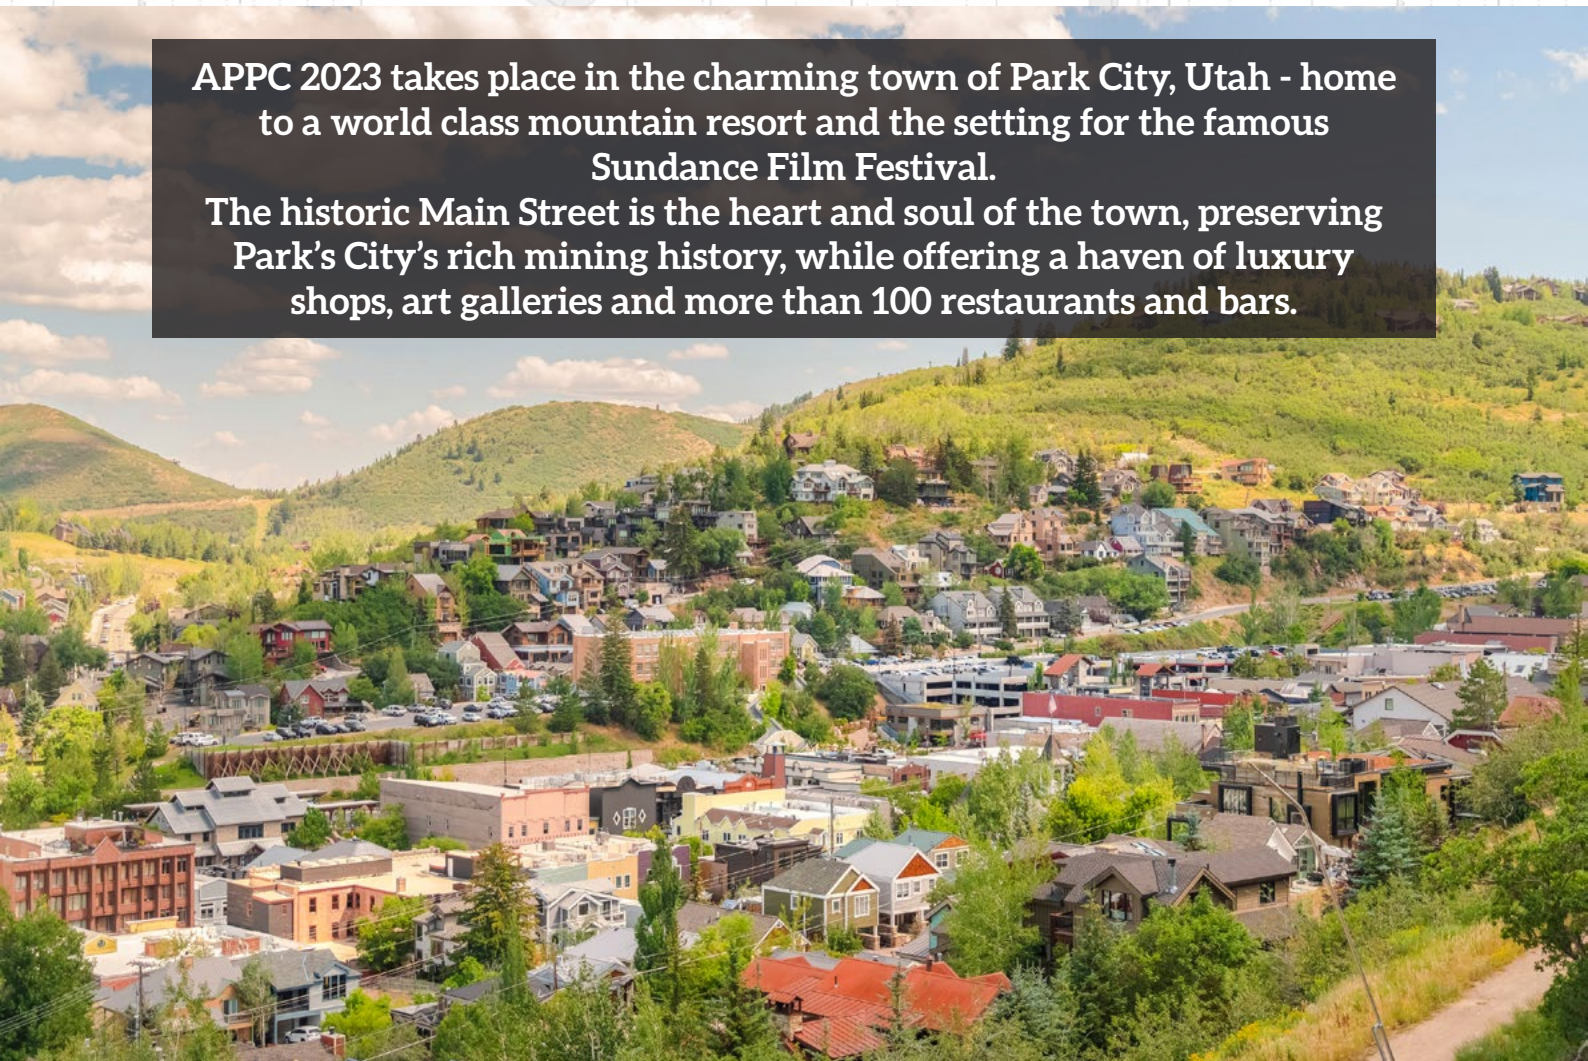 APPC 2023 takes place in the charming town of Park City, Utah - home
to a world class mountain resort and the setting for the famous
Sundance Film Festival.
The historic Main Street is the heart and soul of the town, preserving
Park’s City’s rich mining history, while offering a haven of luxury
shops, art galleries and more than 100 restaurants and bars.